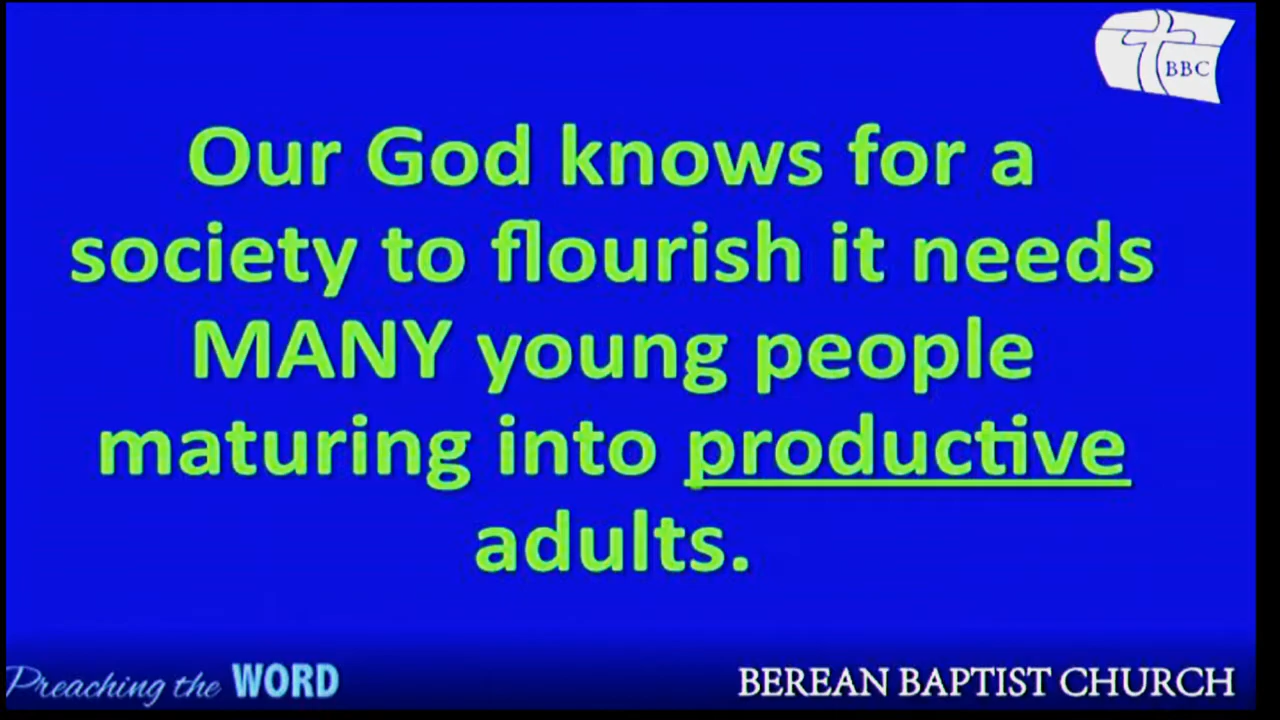 BBC
Our God knows for a
society to flourish it needs
MANY young people
maturing into productive
adults.
Preaching the WORD
BEREAN BAPTIST CHURCH